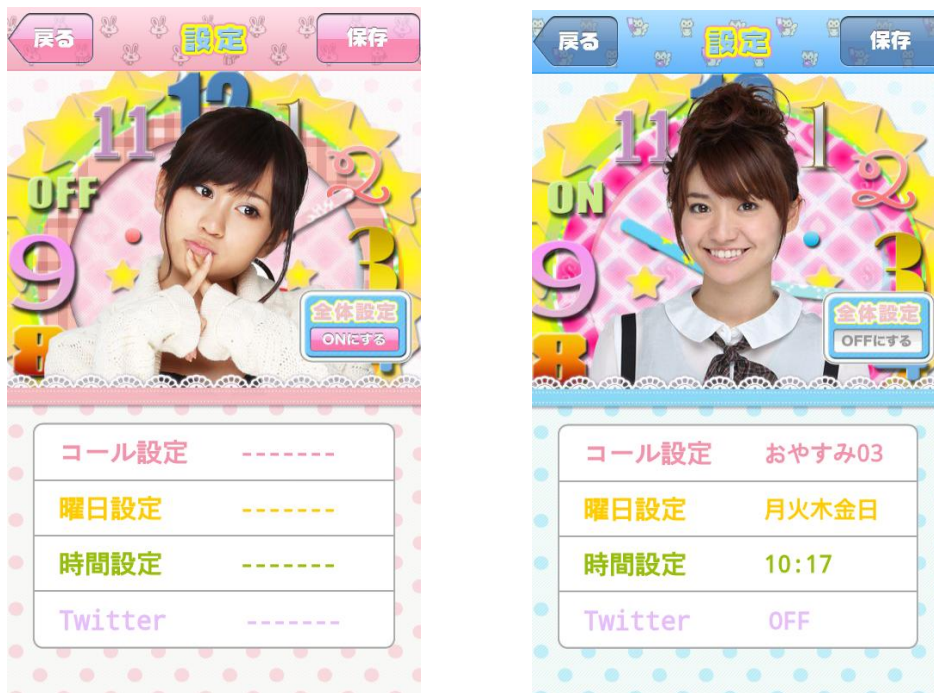 戻る
設定
保存
12
11
1
OFF
2
9
3
8
全体設定
ONにする
コール設定 -------
曜日設定 -------
時間設定 -------
Twitter -------
戻る
設定
保存
12
11
1
ON
2
9
3
8
全体設定
OFFにする
コール設定 おやすみ03
曜日設定 月火木金日
時間設定 10:17
Twitter OFF